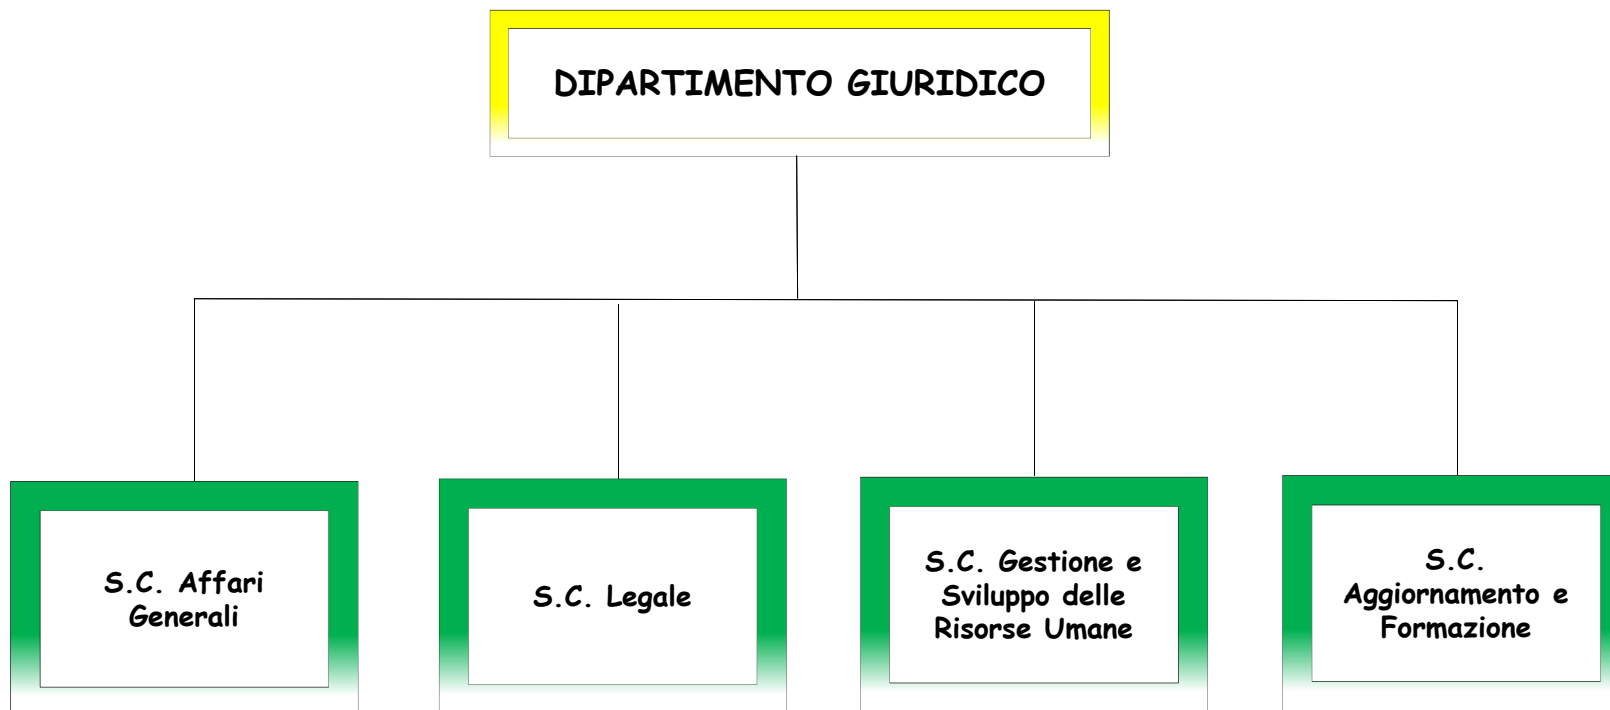 DIPARTIMENTO GIURIDICO
S.C. Affari
Generali
S.C. Legale
S.C. Gestione e
Sviluppo delle
Risorse Umane
S.C.
Aggiornamento e
Formazione